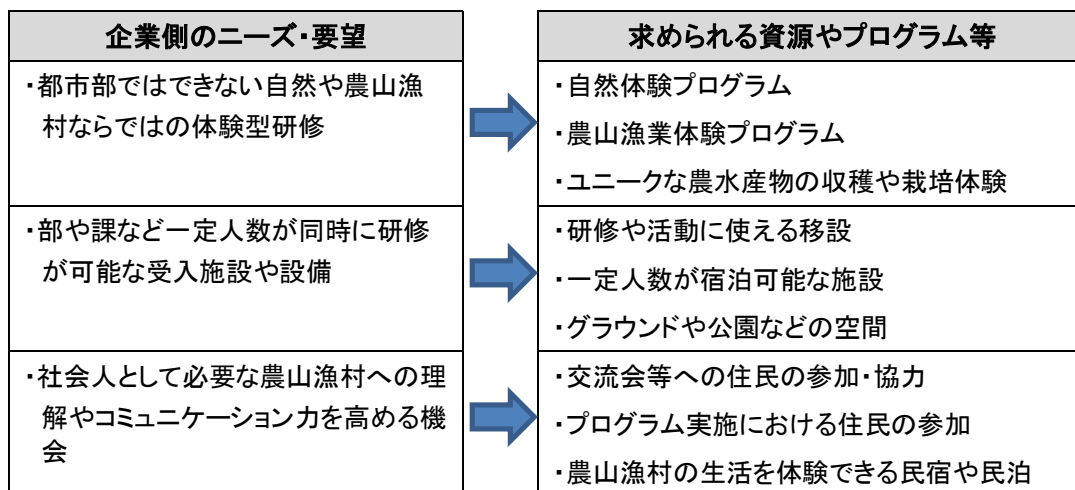 企業側のニーズ・要望
・都市部ではできない自然や農山漁
村ならではの体験型研修
・部や課など一定人数が同時に研修
が可能な受入施設や設備
・社会人として必要な農山漁村への理
解やコミュニケーション力を高める機
会
求められる資源やプログラム等
・自然体験プログラム
・農山漁業体験プログラム
・ユニークな農水産物の収穫や栽培体験
・研修や活動に使える移設
・一定人数が宿泊可能な施設
・グラウンドや公園などの空間
・交流会等への住民の参加・協力
・プログラム実施における住民の参加
・農山漁村の生活を体験できる民宿や民泊